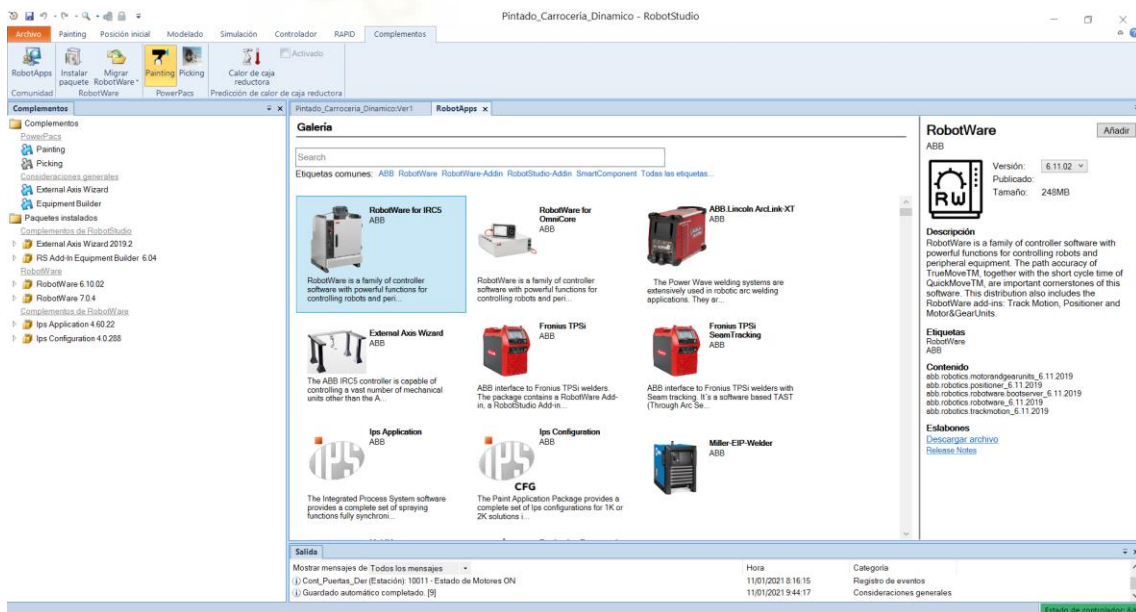 Pintado_Carroceria_Dinamico - RobotStudio
Archivo Painting Posición inicial Modelado Simulación Controlador RAPID Complementos
RobotApps Instalar paquete Migrar RobotWare Painting Picking Calor de caja reductora Activado
Comunidad RobotWare PowerPacs Predicción de calor de caja reductora
Complementos
Complementos
PowerPacs
Painting
Picking
Consideraciones generales
External Axis Wizard
Equipment Builder
Paquetes instalados
Complementos de RobotStudio
External Axis Wizard 2019.2
RS Add-In Equipment Builder 6.04
RobotWare
RobotWare 6.10.02
RobotWare 7.0.4
Complementos de RobotWare
Ips Application 4.60.22
Ips Configuration 4.0.288
Pintado_Carroceria_Dinamico:Ver1 RobotApps
Galería
Search
Etiquetas comunes: ABB RobotWare RobotWare-Addin RobotStudio-Addin SmartComponent Todas las etiquetas...
RobotWare for IRC5
ABB
RobotWare is a family of controller
software with powerful functions for
controlling robots and peri...
RobotWare for
OmniCore
ABB
RobotWare is a family of controller
software with powerful functions for
controlling robots and peri...
ABB.Lincoln ArcLink-XT
ABB
The Power Wave welding systems are
extensively used in robotic arc welding
applications. They ar...
External Axis Wizard
ABB
The ABB IRC5 controller is capable of
controlling a vast number of mechanical
units other than the A...
Fronius TPSi
ABB
ABB interface to Fronius TPSi welders.
The package contains a RobotWare Add-
in, a RobotStudio Add-in...
Fronius TPSi
SeamTracking
ABB
ABB interface to Fronius TPSi welders with
Seam tracking. It's a software based TAST
(Through Arc Se...
Ips Application
ABB
IPS
The Integrated Process System software
provides a complete set of spraying
functions fully synchroni...
Ips Configuration
ABB
IPS
CFG
The Paint Application Package provides a
complete set of Ips configurations for 1K or
2K solutions i...
Miller-EIP-Welder
ABB
RobotWare
Añadir
ABB
RW
Versión: 6.11.02
Publicado:
Tamaño: 248MB
Descripción
RobotWare is a family of controller software with
powerful functions for controlling robots and
peripheral equipment. The path accuracy of
TrueMoveTM, together with the short cycle time of
QuickMoveTM, are important cornerstones of this
software. This distribution also includes the
RobotWare add-ins: Track Motion, Positioner and
Motor&GearUnits.
Etiquetas
RobotWare
ABB
Contenido
abb.robotics.motorandgearunits_6.11.2019
abb.robotics.positioner_6.11.2019
abb.robotics.robotware.bootserver_6.11.2019
abb.robotics.robotware_6.11.2019
abb.robotics.trackmotion_6.11.2019
Eslabones
Descargar archivo
Release Notes
Salida
Mostrar mensajes de Todos los mensajes Hora Categoría
Cont_Puertas_Der (Estación): 10011 - Estado de Motores ON 11/01/2021 8:16:15 Registro de eventos
Guardado automático completado. [9] 11/01/2021 9:44:17 Consideraciones generales
Estado de controlador: